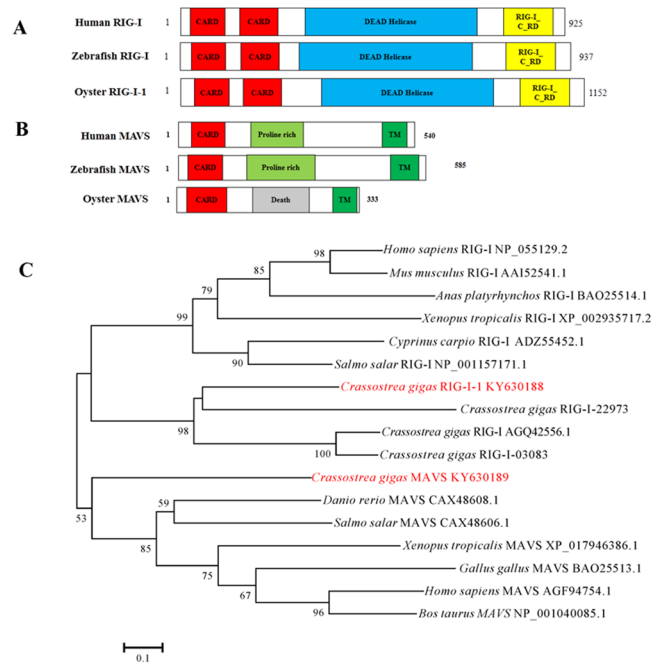 A
Human RIG-I 1 CARD CARD DEAD Helicase RIG-I_ C_RD 925
Zebrafish RIG-I 1 CARD CARD DEAD Helicase RIG-I_ C_RD 937
Oyster RIG-I-1 1 CARD CARD DEAD Helicase RIG-I_ C_RD 1152
B
Human MAVS 1 CARD Proline rich TM 540
Zebrafish MAVS 1 CARD Proline rich TM 585
Oyster MAVS 1 CARD Death TM 333
C
Homo sapiens RIG-I NP_055129.2
98
Mus musculus RIG-I AAI52541.1
85
Anas platyrhynchos RIG-I BAO25514.1
79
Xenopus tropicalis RIG-I XP_002935717.2
99
Cyprinus carpio RIG-I ADZ55452.1
90
Salmo salar RIG-I NP_001157171.1
Crassostrea gigas RIG-I-1 KY630188
Crassostrea gigas RIG-I-22973
98
Crassostrea gigas RIG-I AGQ42556.1
100
Crassostrea gigas RIG-I-03083
Crassostrea gigas MAVS KY630189
53
Danio rerio MAVS CAX48608.1
59
Salmo salar MAVS CAX48606.1
85
Xenopus tropicalis MAVS XP_017946386.1
75
Gallus gallus MAVS BAO25513.1
67
Homo sapiens MAVS AGF94754.1
96
Bos taurus MAVS NP_001040085.1
0.1